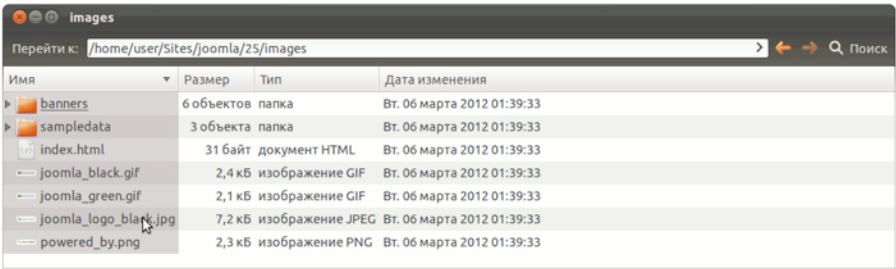 images
Перейти к: /home/user/Sites/joomla/25/images Поиск
Имя Размер Тип Дата изменения
banners 6 объектов папка Вт. 06 марта 2012 01:39:33
sampledata 3 объекта папка Вт. 06 марта 2012 01:39:33
index.html 31 байт документ HTML Вт. 06 марта 2012 01:39:33
joomla_black.gif 2,4 кБ изображение GIF Вт. 06 марта 2012 01:39:33
joomla_green.gif 2,1 кБ изображение GIF Вт. 06 марта 2012 01:39:33
joomla_logo_black.jpg 7,2 кБ изображение JPEG Вт. 06 марта 2012 01:39:33
powered_by.png 2,3 кБ изображение PNG Вт. 06 марта 2012 01:39:33